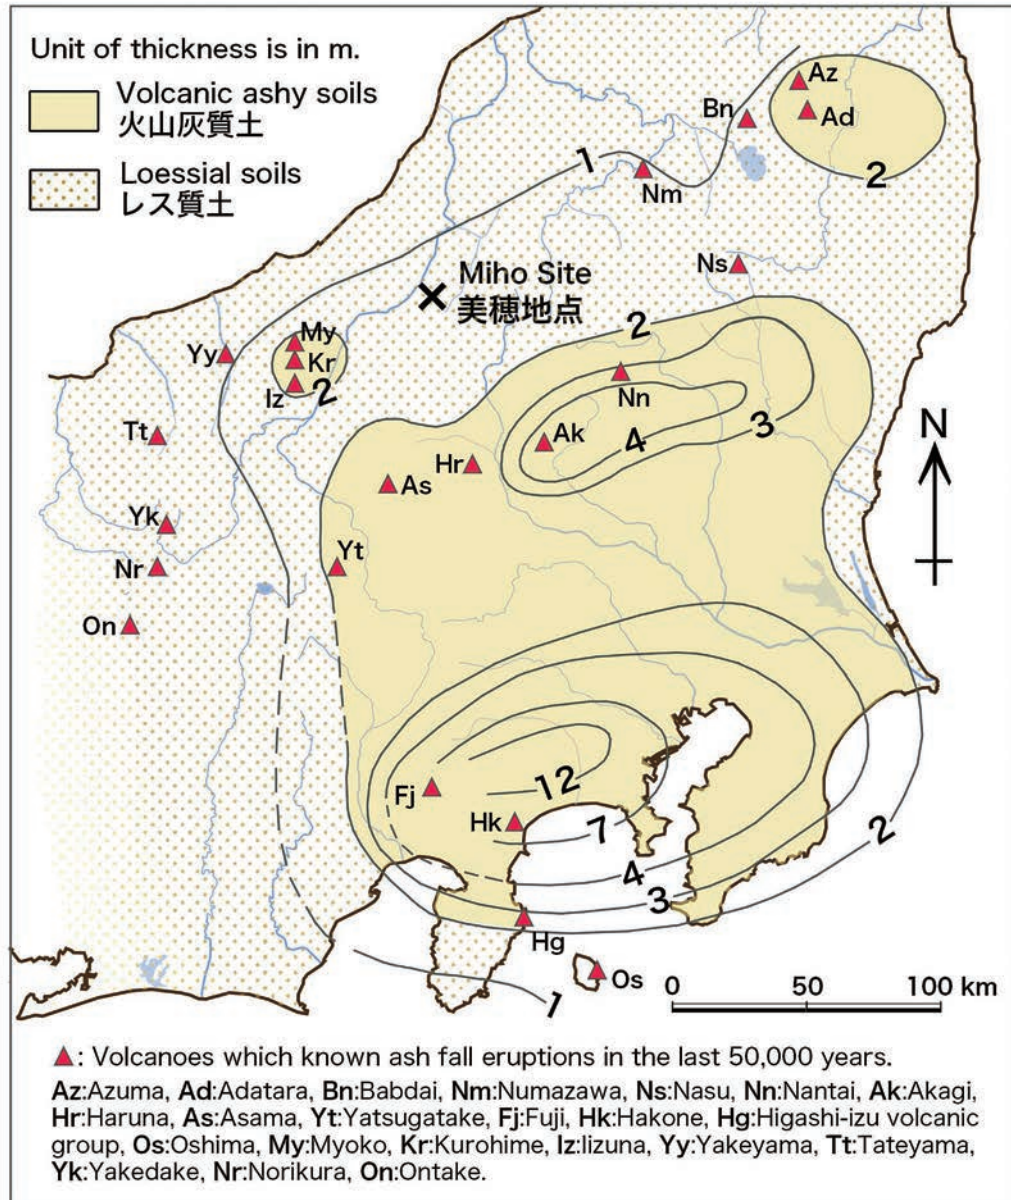 Unit of thickness is in m.
Volcanic ashy soils
火山灰質土
Loessial soils
レス質土
Az
Bn
Ad
1
2
Nm
Ns
Miho Site
美穂地点
2
My
Yy
Kr
Iz
2
Nn
Tt
Ak
4
3
N
Hr
As
Yk
Yt
Nr
On
Fj
12
Hk
7
2
4
3
Hg
Os
1
0 50 100 km
▲: Volcanoes which known ash fall eruptions in the last 50,000 years.
Az:Azuma, Ad:Adatara, Bn:Babdai, Nm:Numazawa, Ns:Nasu, Nn:Nantai, Ak:Akagi,
Hr:Haruna, As:Asama, Yt:Yatsugatake, Fj:Fuji, Hk:Hakone, Hg:Higashi-izu volcanic
group, Os:Oshima, My:Myoko, Kr:Kurohime, Iz:Iizuna, Yy:Yakeyama, Tt:Tateyama,
Yk:Yakedake, Nr:Norikura, On:Ontake.